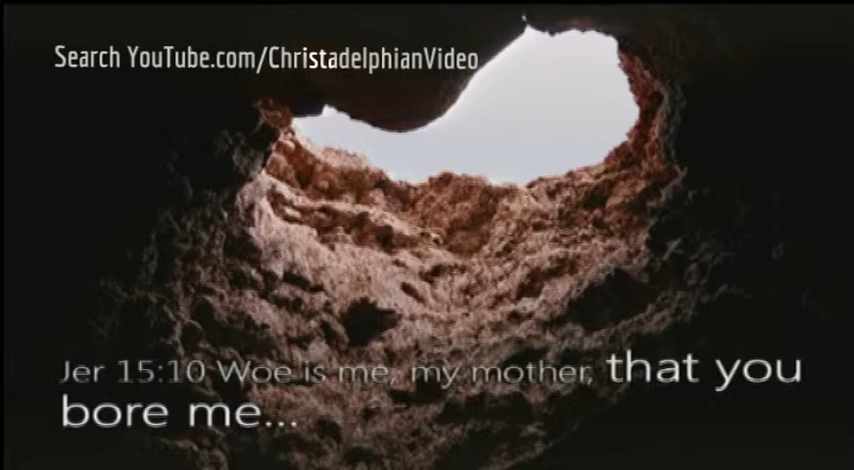 Search YouTube.com/ChristadelphianVideo
Jer 15:10 Woe is me, my mother, that you
bore me...